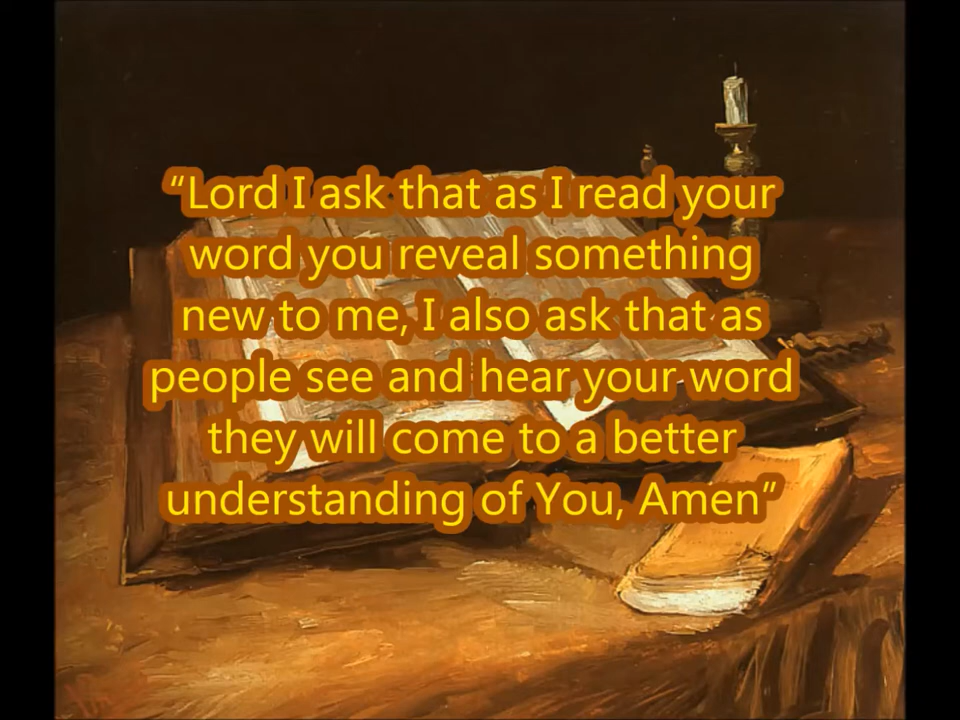 “Lord I ask that as I read your
word you reveal something
new to me, I also ask that as
people see and hear your word
they will come to a better
understanding of You, Amen”